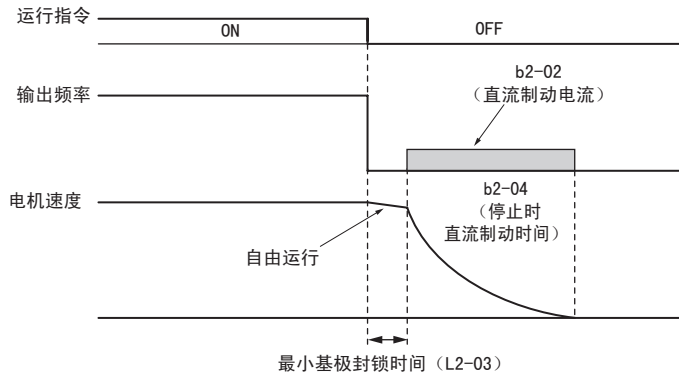 运行指令
ON
OFF
输出频率
b2-02
（直流制动电流）
电机速度
b2-04
（停止时
直流制动时间）
自由运行
最小基极封锁时间（L2-03）